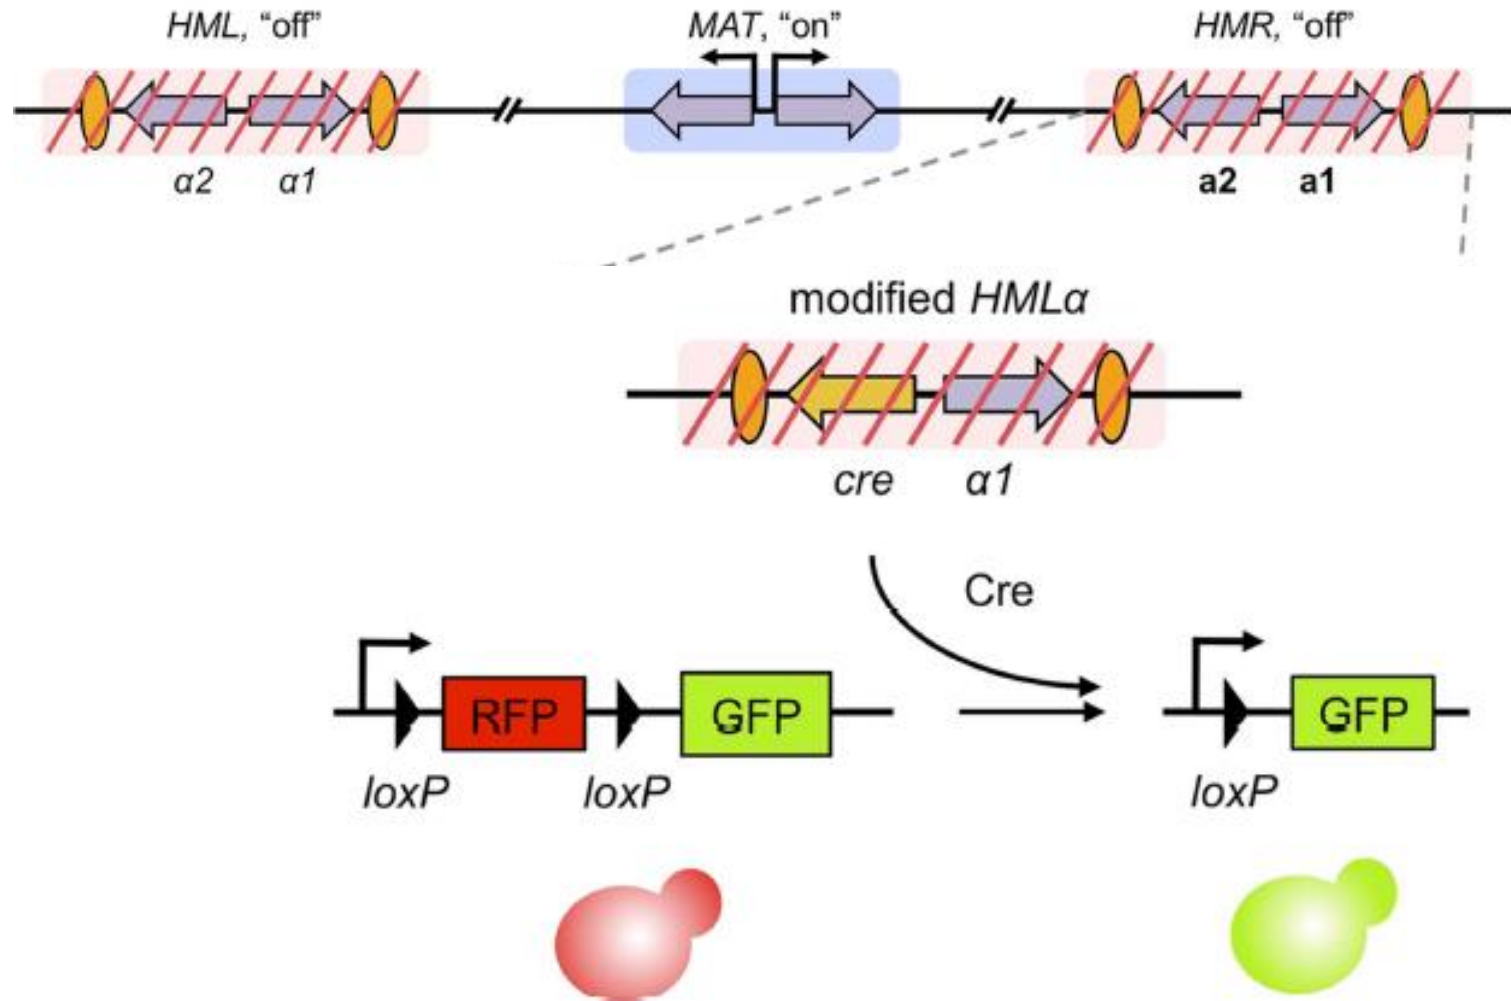 HML, “off”
MAT, “on”
HMR, “off”
α2 α1
a2 a1
modified HMLα
cre α1
Cre
RFP GFP GFP
loxP loxP loxP